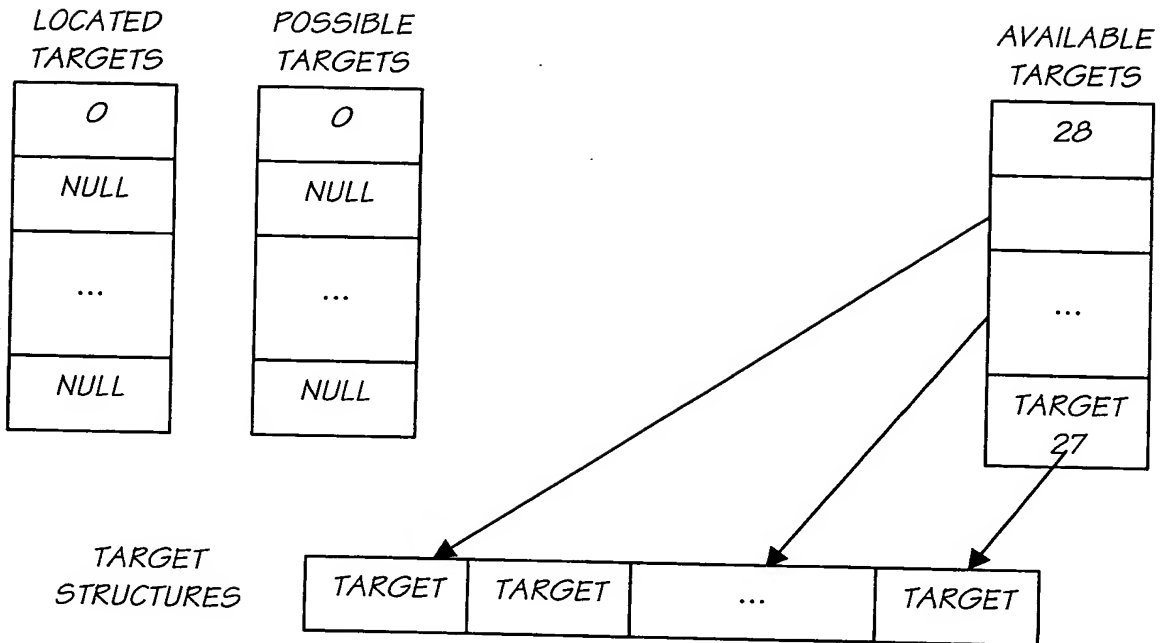 LOCATED
TARGETS
0
NULL
...
NULL
POSSIBLE
TARGETS
0
NULL
...
NULL
AVAILABLE
TARGETS
28
...
TARGET
27
TARGET
STRUCTURES
TARGET
TARGET
...
TARGET